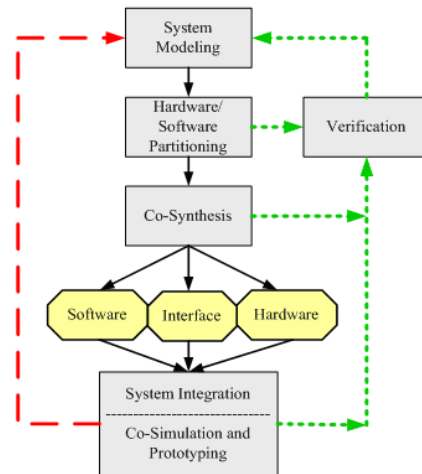 System
Modeling
Hardware/
Software
Partitioning
Verification
Co-Synthesis
Software
Interface
Hardware
System Integration
Co-Simulation and
Prototyping